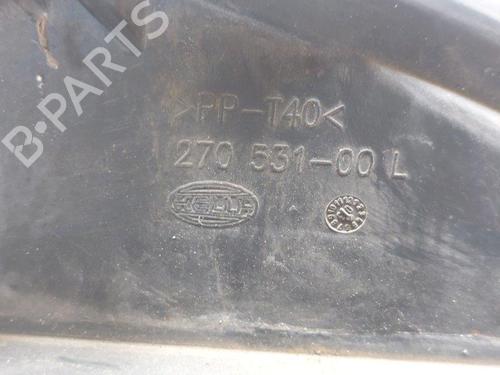 B-PARTS
>PP-T40<
270 531-00 L
HELLA